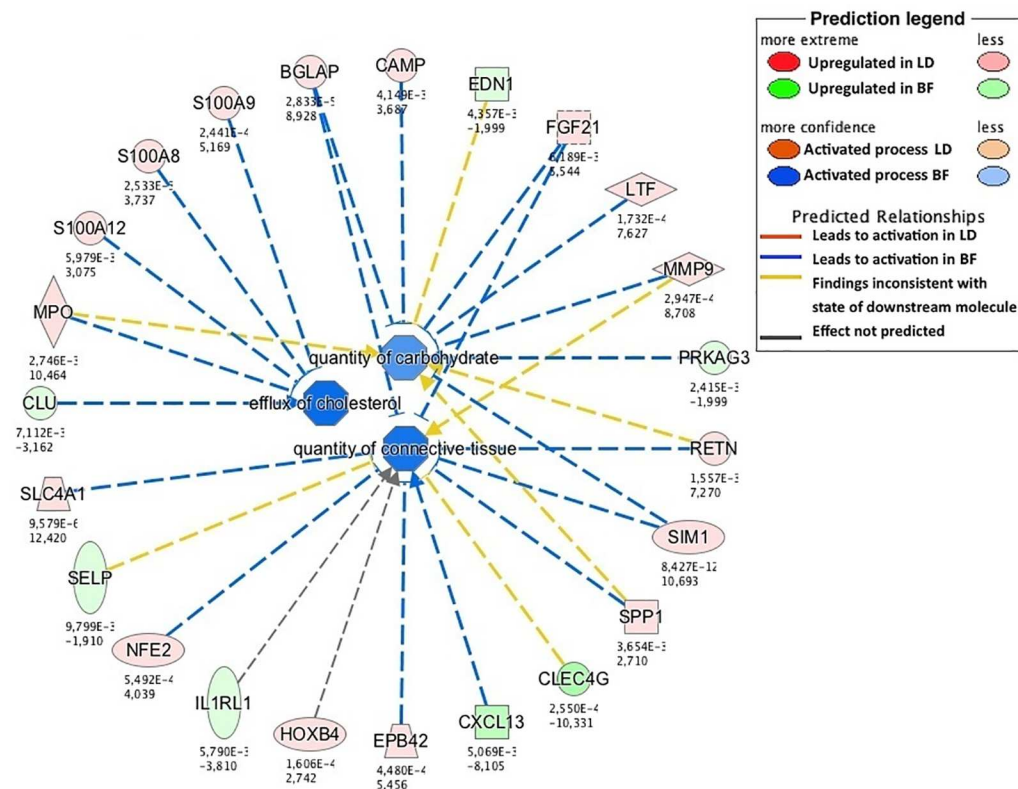 Prediction legend
more extreme less
Upregulated in LD
Upregulated in BF
more confidence less
Activated process LD
Activated process BF
Predicted Relationships
Leads to activation in LD
Leads to activation in BF
Findings inconsistent with
state of downstream molecule
Effect not predicted
BGLAP
2,833E-5
8,928
CAMP
4,149E-3
3,687
EDN1
4,357E-3
-1,999
FGF21
5,544
LTF
1,732E-4
7,627
MMP9
2,947E-4
8,708
PRKAG3
2,415E-3
-1,999
RETN
1,557E-3
7,270
SIM1
8,427E-12
10,693
SPP1
3,654E-3
2,710
CLEC4G
2,550E-4
-10,331
CXCL13
5,069E-3
-8,105
EPB42
4,480E-4
5,456
HOXB4
1,606E-4
2,742
IL1RL1
5,790E-3
-3,810
NFE2
5,492E-4
4,039
SELP
9,799E-3
-1,910
SLC4A1
9,579E-6
12,420
CLU
7,112E-3
-3,162
MPO
2,746E-3
10,464
S100A12
5,979E-3
3,075
S100A8
3,737
S100A9
2,441E-4
5,169
quantity of carbohydrate
efflux of cholesterol
quantity of connective tissue